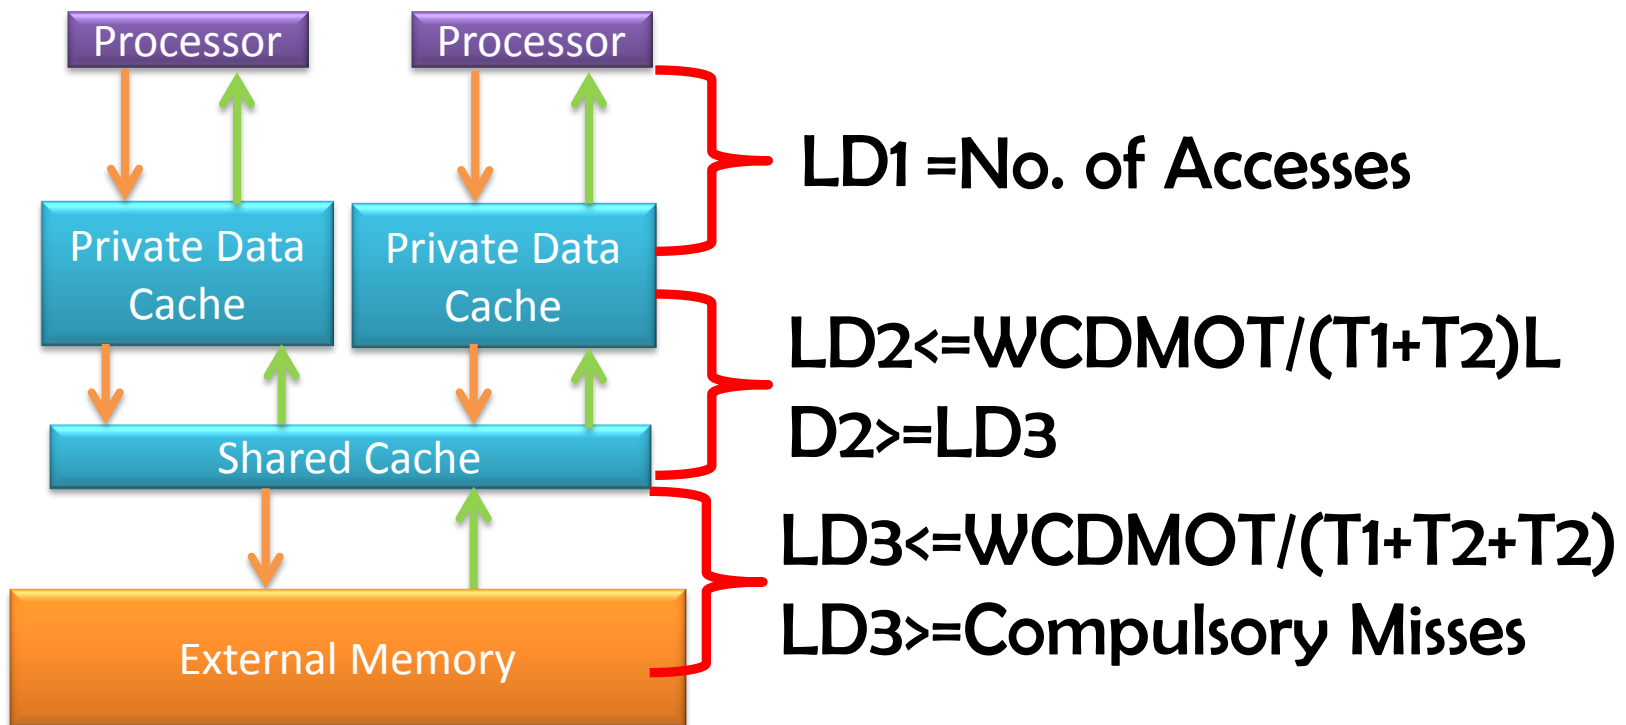 Processor
Processor
LD1 =No. of Accesses
Private Data
Cache
Private Data
Cache
LD2<=WCDMOT/(T1+T2)L
D2>=LD3
Shared Cache
LD3<=WCDMOT/(T1+T2+T2)
LD3>=Compulsory Misses
External Memory